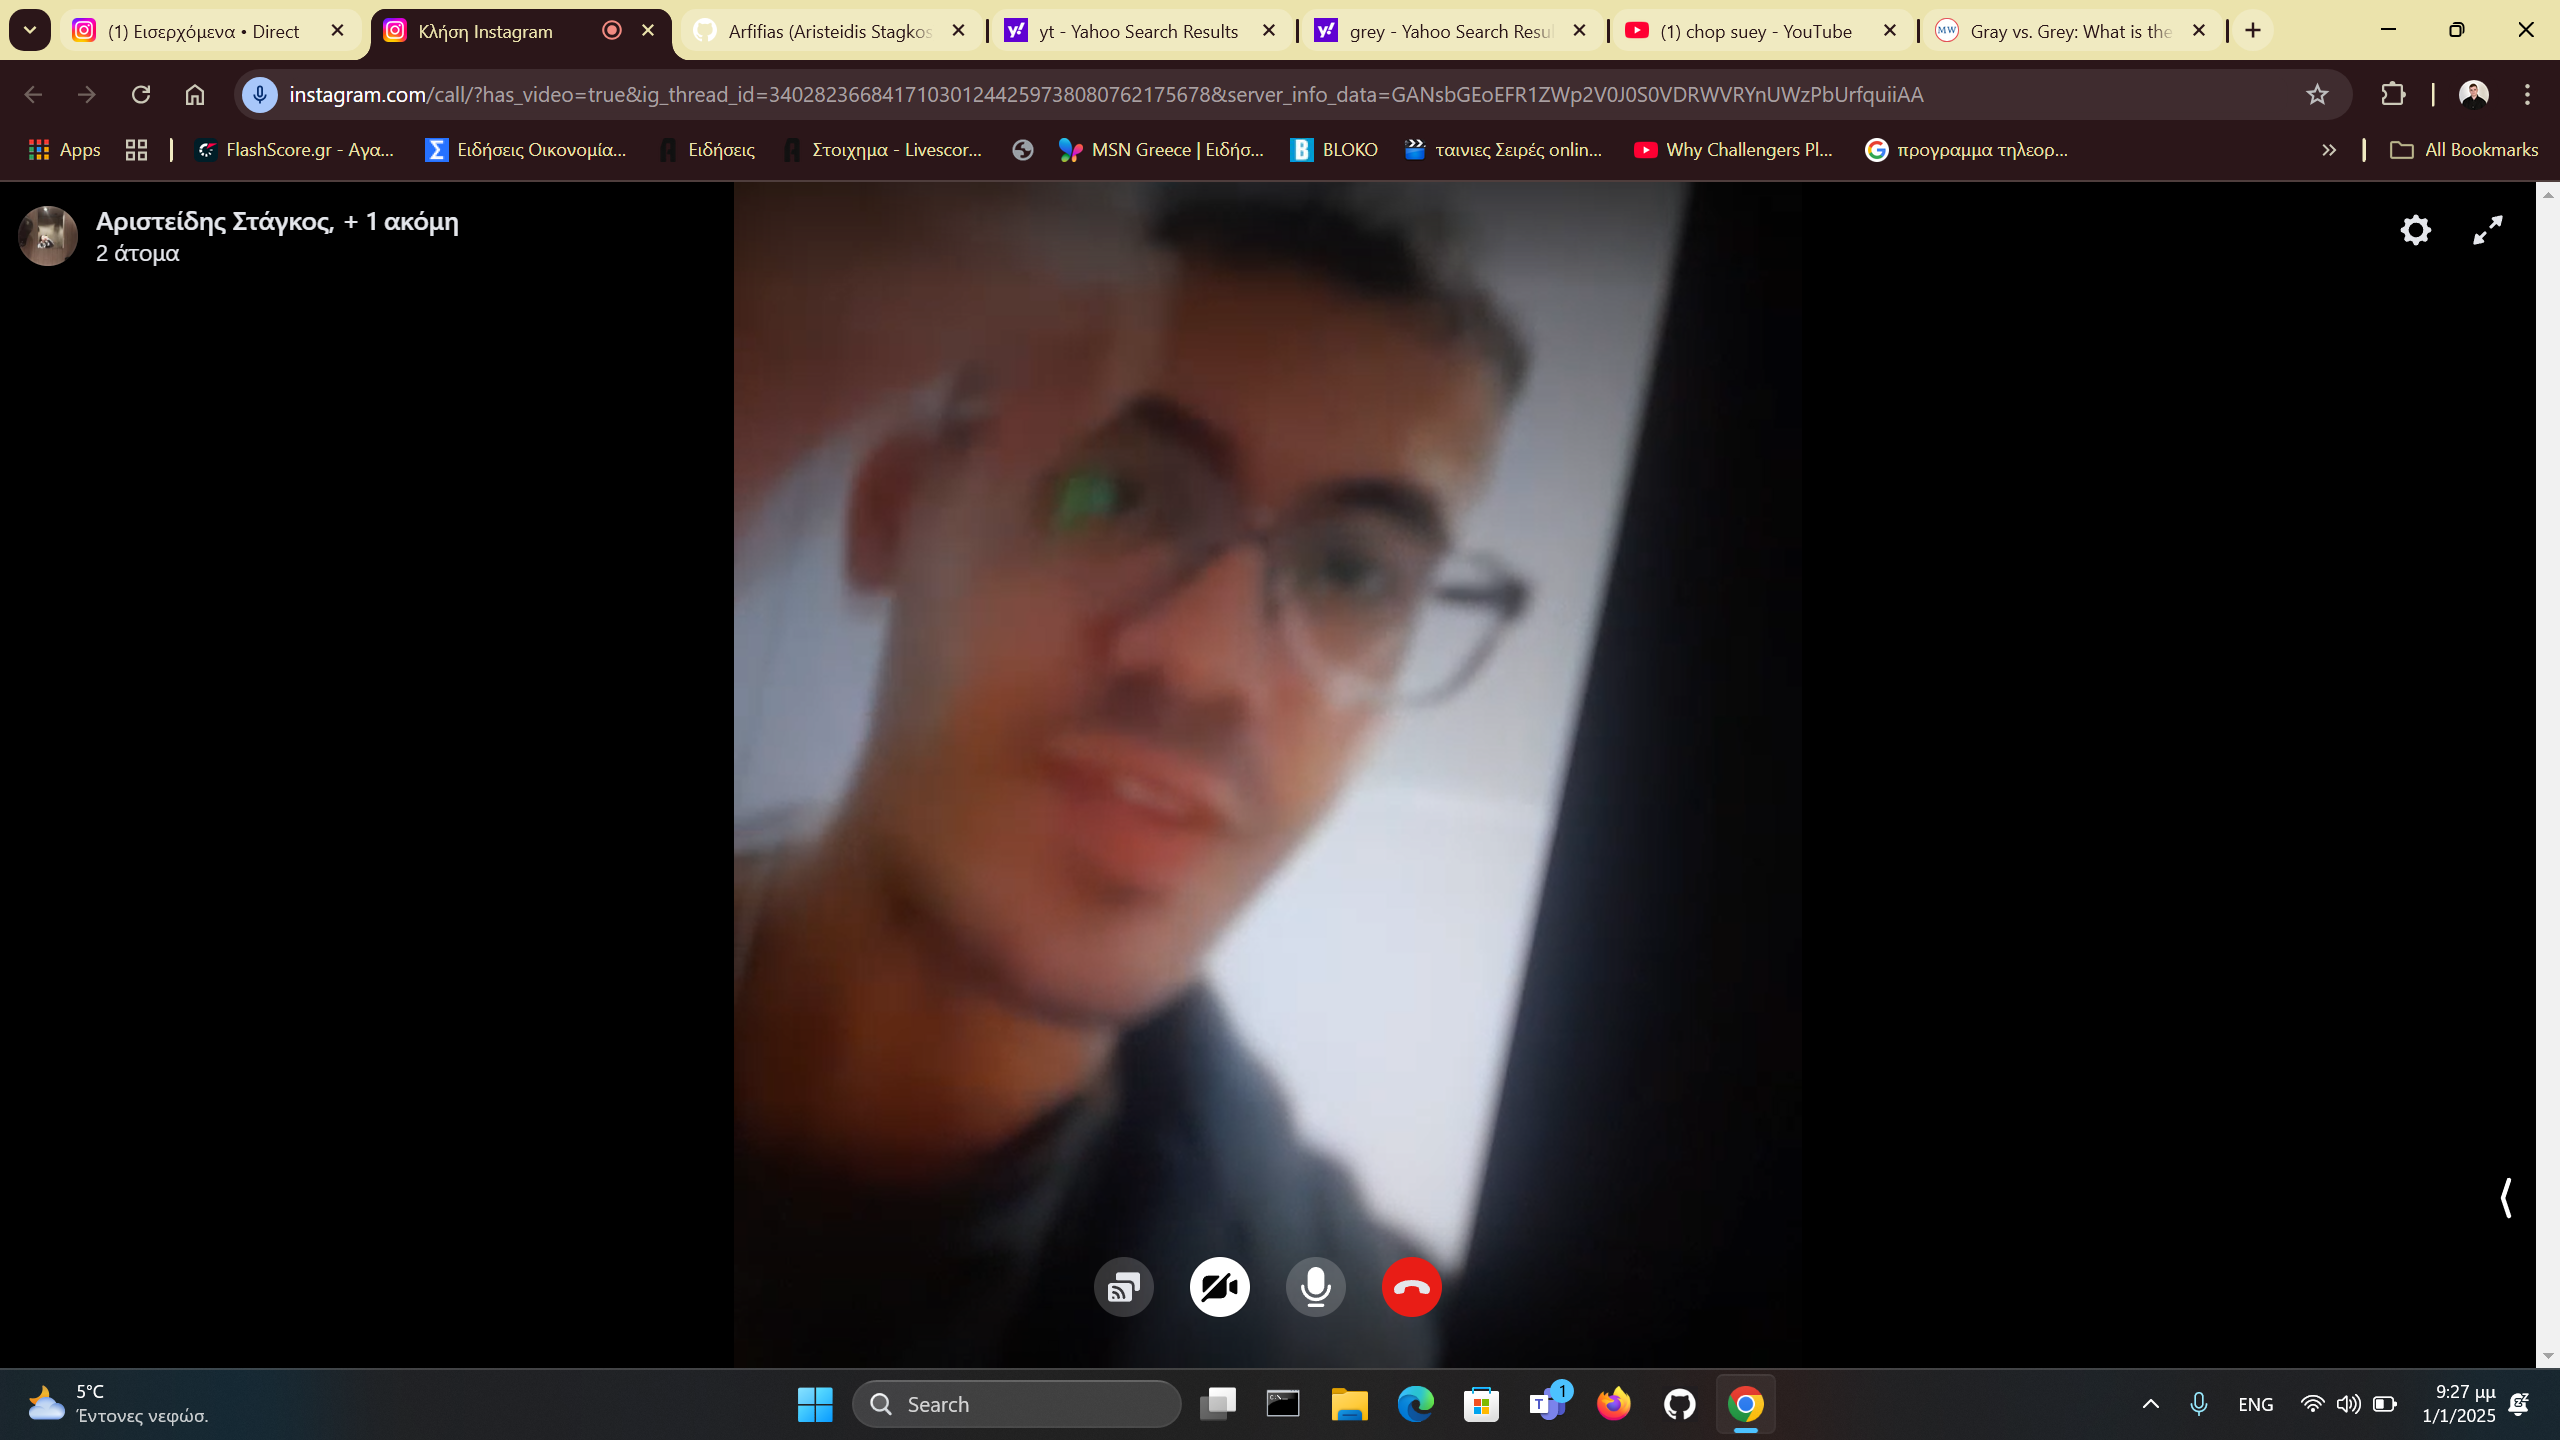 (1) Εισερχόμενα • Direct
Κλήση Instagram
Arfifias (Aristeidis Stagkos
yt - Yahoo Search Results
grey - Yahoo Search Resul
(1) chop suey - YouTube
MW
Gray vs. Grey: What is the
instagram.com/call/?has_video=true&ig_thread_id=340282366841710301244259738080762175678&server_info_data=GANsbGEoEFR1ZWp2V0J0S0VDRWVRYnUWzPbUrfquiiAA
Apps
FlashScore.gr - Αγα...
Ειδήσεις Οικονομία...
Ειδήσεις
Στοιχημα - Livescor...
MSN Greece | Ειδήσ...
B
BLOKO
ταινιες Σειρές onlin...
Why Challengers Pl...
προγραμμα τηλεορ...
All Bookmarks
Αριστείδης Στάγκος, + 1 ακόμη
2 άτομα
5°C
Έντονες νεφώσ.
Search
1
ENG
9:27 μμ
1/1/2025